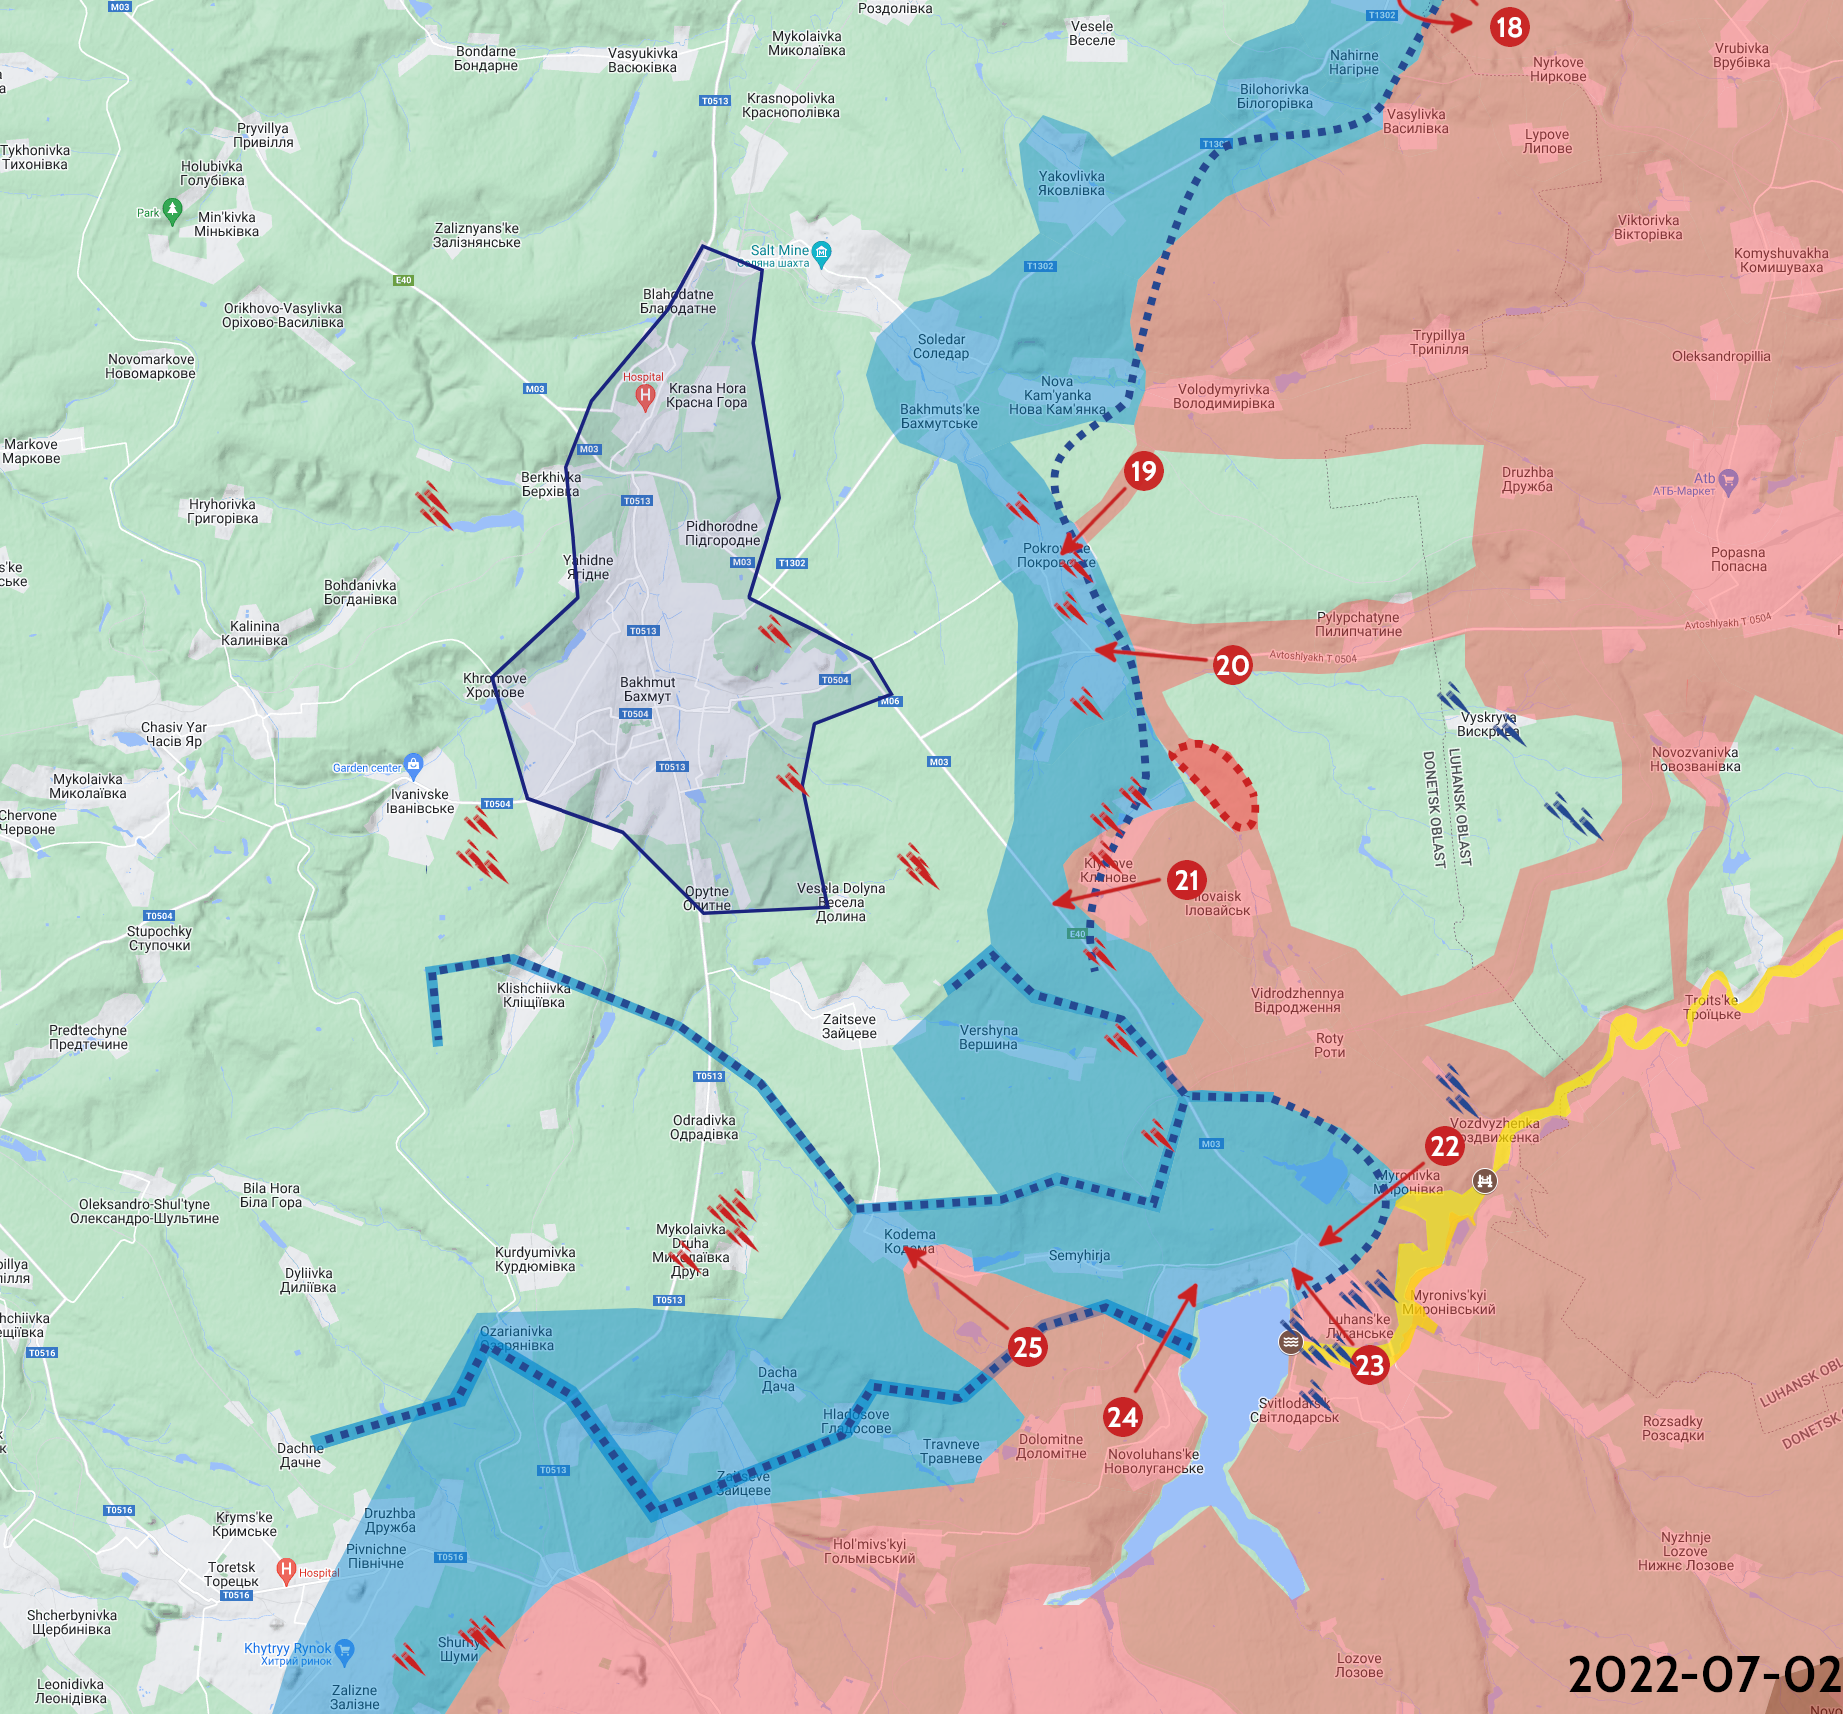 M03
Роздолівка
T1302
18
Vesele
Веселе
Mykolaivka
Миколаївка
Bondarne
Бондарне
Vasyukivka
Васюківка
Nahirne
Нагірне
Vrubivka
Врубівка
Nyrkove
Ниркове
T0513
Krasnopolivka
Краснополівка
Bilohorivka
Білогорівка
Vasylivka
Василівка
Pryvillya
Привілля
Lypove
Липове
Tykhonivka
Тихонівка
Holubivka
Голубівка
Yakovlivka
Яковлівка
Park
Min'kivka
Міньківка
Zaliznyans'ke
Залізнянське
Viktorivka
Вікторівка
Salt Mine
Соляна шахта
Komyshuvakha
Комишуваха
T1302
E40
Blahodatne
Благодатне
Orikhovo-Vasylivka
Оріхово-Василівка
Soledar
Соледар
Trypillya
Трипілля
Oleksandropillia
Novomarkove
Новомаркове
Hospital
M03
Krasna Hora
Красна Гора
Nova
Kam'yanka
Нова Кам'янка
Volodymyrivka
Володимирівка
Bakhmuts'ke
Бахмутське
Markove
Маркове
M03
Berkhivka
Берхівка
19
Druzhba
Дружба
Atb
АТБ-Маркет
T0513
Hryhorivka
Григорівка
Pidhorodne
Підгородне
Yahidne
Ягідне
M03
T1302
Popasna
Попасна
Bohdanivka
Богданівка
Kalinina
Калинівка
T0513
Pylypchatyne
Пилипчатине
Avtoshlyakh T 0504
20
Avtoshlyakh T 0504
Khromove
Хромове
Bakhmut
Бахмут
T0504
M06
T0504
Chasiv Yar
Часів Яр
Vyskryva
Вискрива
Novozvanivka
Новозванівка
Garden center
T0513
M03
Mykolaivka
Миколаївка
Ivanivske
Іванівське
T0504
LUHANSK OBLAST
DONETSK OBLAST
Chervone
Червоне
21
Opytne
Опитне
Vesela Dolyna
Весела
Долина
Іловайськ
T0504
Stupochky
Ступочки
E40
Klishchiivka
Кліщіївка
Vidrodzhennya
Відродження
Troits'ke
Троїцьке
Predtechyne
Предтечине
Zaitseve
Зайцеве
Vershyna
Вершина
Roty
Роти
T0513
Odradivka
Одрадівка
Vozdvyzhenka
M03
22
Myronivka
Миронівка
Bila Hora
Біла Гора
Oleksandro-Shul'tyne
Олександро-Шультине
Mykolaivka
Druha
Миколаївка
Друга
Kodema
Кодема
Kurdyumivka
Курдюмівка
Semyhirja
Dyliivka
Диліївка
T0513
Myronivs'kyi
Миронівський
Luhans'ke
Луганське
Ozarianivka
Озарянівка
T0516
25
23
Dacha
Дача
24
Hladosove
Гладосове
Svitlodars'k
Світлодарськ
LUHANSK OBL
DONETSK
Dachne
Дачне
Travneve
Травневе
Dolomitne
Доломітне
Novoluhans'ke
Новолуганське
Rozsadky
Розсадки
T0513
Zaitseve
Зайцеве
T0516
Kryms'ke
Кримське
Druzhba
Дружба
Pivnichne
Північне
T0516
Hol'mivs'kyi
Гольмівський
Nyzhnje
Lozove
Нижнє Лозове
Toretsk
Торецьк
Hospital
T0516
Shcherbynivka
Щербинівка
Khytryy Rynok
Хитрий ринок
Shumy
Шуми
Lozove
Лозове
2022-07-02
Leonidivka
Леонідівка
Zalizne
Залізне